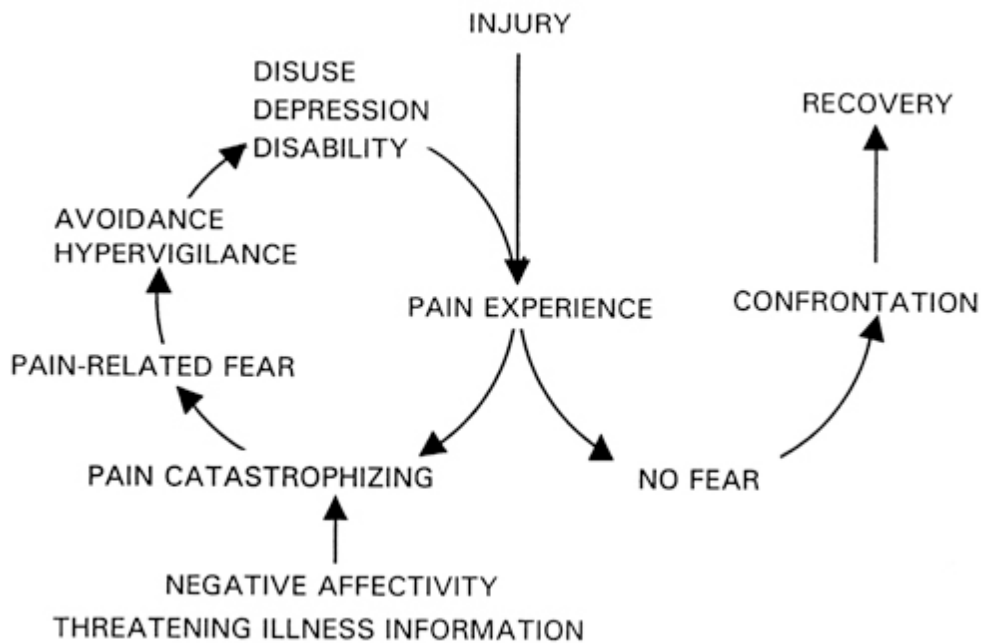 INJURY
DISUSE
DEPRESSION
DISABILITY
RECOVERY
AVOIDANCE
HYPERVIGILANCE
PAIN EXPERIENCE
CONFRONTATION
PAIN-RELATED FEAR
PAIN CATASTROPHIZING
NO FEAR
NEGATIVE AFFECTIVITY
THREATENING ILLNESS INFORMATION